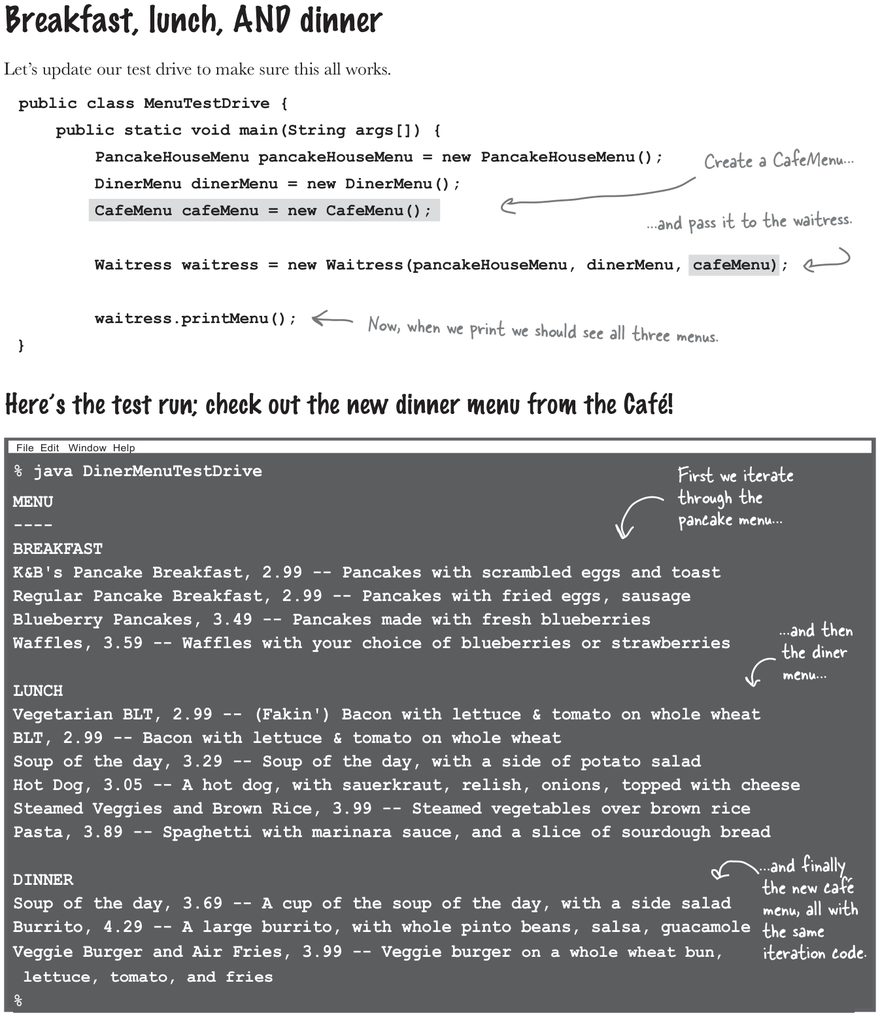 Breakfast, lunch, AND dinner
Let's update our test drive to make sure this all works.
public class MenuTestDrive {
public static void main(String args[]) {
PancakeHouseMenu pancakeHouseMenu = new PancakeHouseMenu();
DinerMenu dinerMenu = new DinerMenu();
CafeMenu cafeMenu = new CafeMenu();
Create a CafeMenu...
...and pass it to the waitress.
Waitress waitress = new Waitress(pancakeHouseMenu, dinerMenu, cafeMenu);
waitress.printMenu();
Now, when we print we should see all three menus.
}
Here's the test run; check out the new dinner menu from the Café!
File Edit Window Help
% java DinerMenuTestDrive
First we iterate
through the
pancake menu...
MENU
----
BREAKFAST
K&B's Pancake Breakfast, 2.99 -- Pancakes with scrambled eggs and toast
Regular Pancake Breakfast, 2.99 -- Pancakes with fried eggs, sausage
Blueberry Pancakes, 3.49 -- Pancakes made with fresh blueberries
Waffles, 3.59 -- Waffles with your choice of blueberries or strawberries
...and then
the diner
menu...
LUNCH
Vegetarian BLT, 2.99 -- (Fakin') Bacon with lettuce & tomato on whole wheat
BLT, 2.99 -- Bacon with lettuce & tomato on whole wheat
Soup of the day, 3.29 -- Soup of the day, with a side of potato salad
Hot Dog, 3.05 -- A hot dog, with sauerkraut, relish, onions, topped with cheese
Steamed Veggies and Brown Rice, 3.99 -- Steamed vegetables over brown rice
Pasta, 3.89 -- Spaghetti with marinara sauce, and a slice of sourdough bread
DINNER
Soup of the day, 3.69 -- A cup of the soup of the day, with a side salad
Burrito, 4.29 -- A large burrito, with whole pinto beans, salsa, guacamole
Veggie Burger and Air Fries, 3.99 -- Veggie burger on a whole wheat bun,
lettuce, tomato, and fries
...and finally
the new café
menu, all with
the same
iteration code.
%